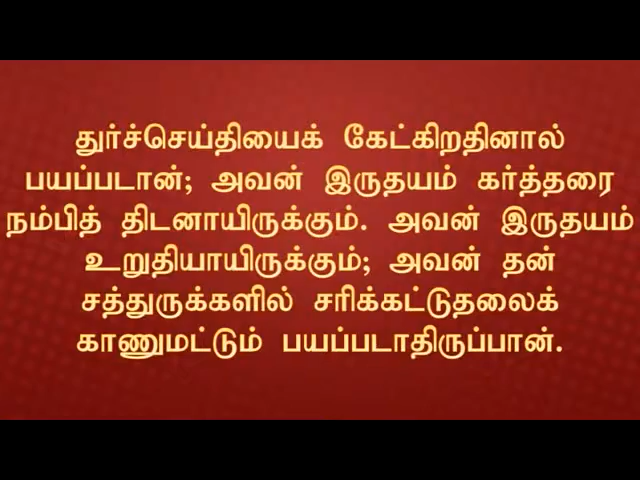 துர்ச்செய்தியைக் கேட்கிறதினால்
பயப்படான்; அவன் இருதயம் கர்த்தரை
நம்பித் திடனாயிருக்கும். அவன் இருதயம்
உறுதியாயிருக்கும்; அவன் தன்
சத்துருக்களில் சரிக்கட்டுதலைக்
காணுமட்டும் பயப்படாதிருப்பான்.